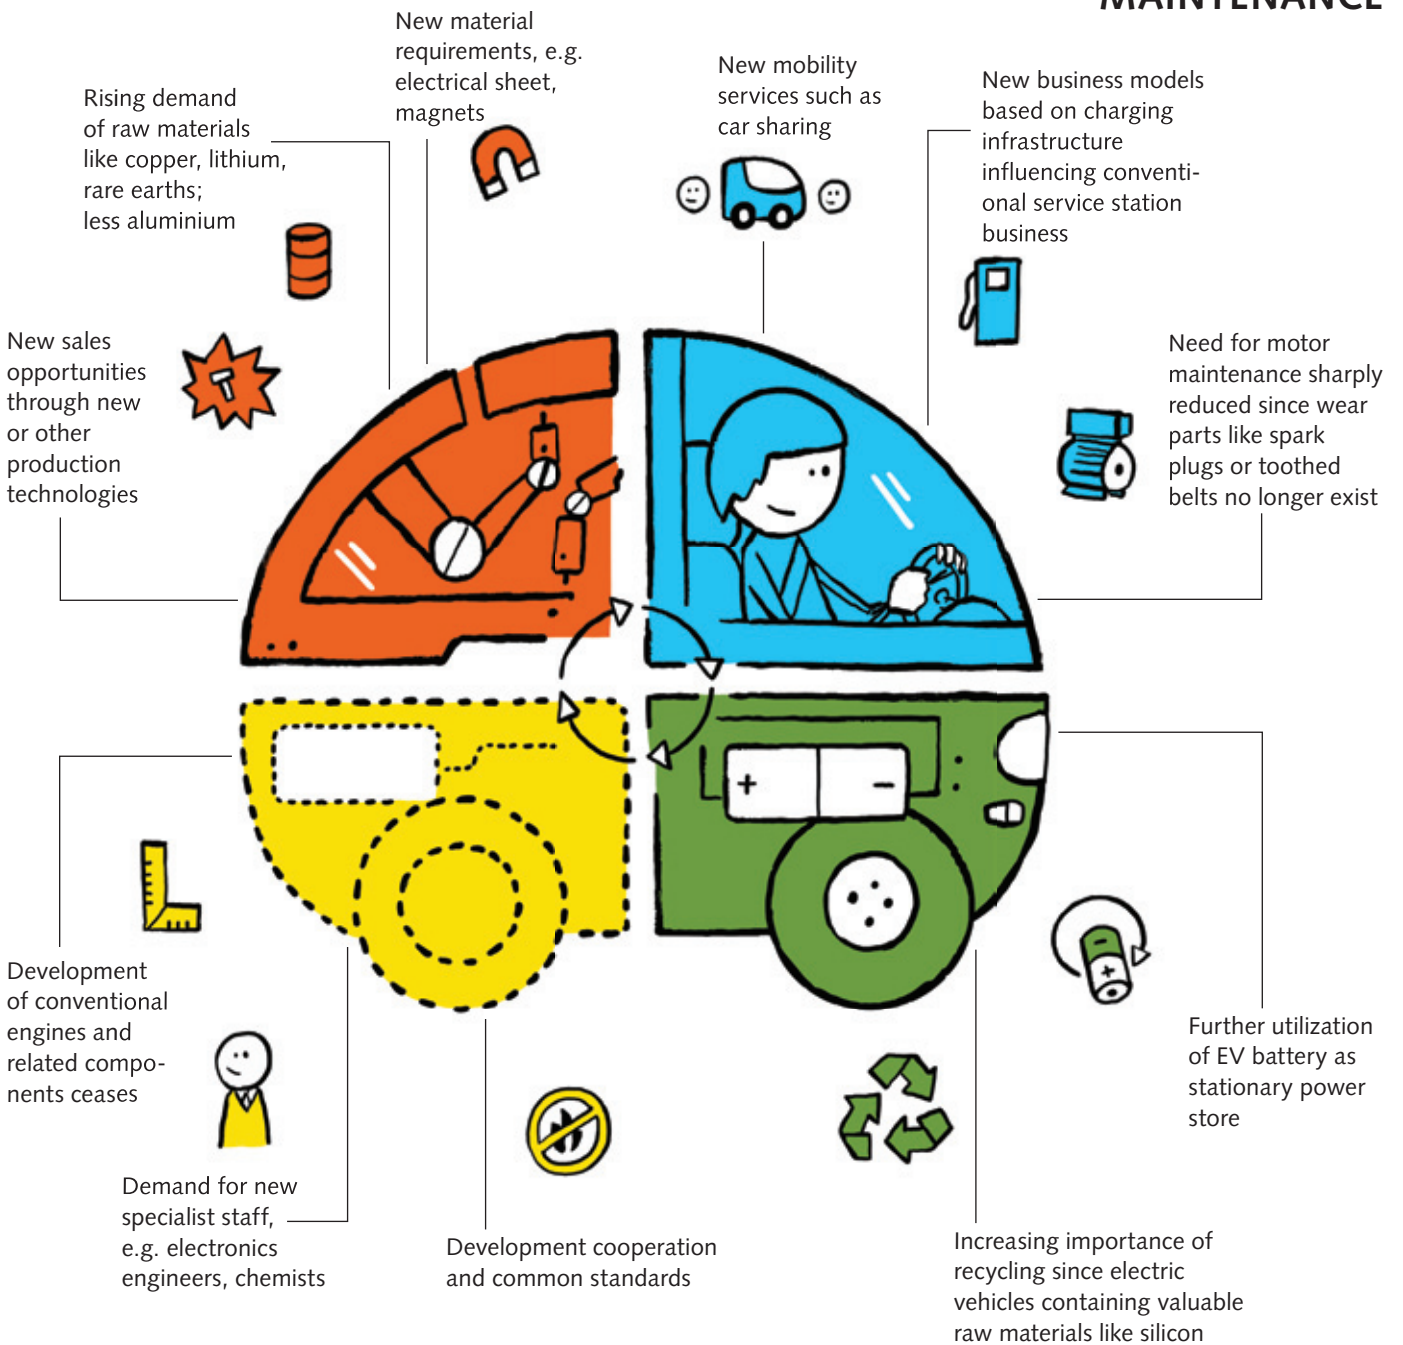 MAINTENANCE
New material
requirements, e.g.
electrical sheet,
magnets
New mobility
services such as
car sharing
New business models
based on charging
infrastructure
influencing conventi-
onal service station
business
Rising demand
of raw materials
like copper, lithium,
rare earths;
less aluminium
New sales
opportunities
through new
or other
production
technologies
Need for motor
maintenance sharply
reduced since wear
parts like spark
plugs or toothed
belts no longer exist
+ −
− +
Development
of conventional
engines and
related compo-
nents ceases
Further utilization
of EV battery as
stationary power
store
Demand for new
specialist staff,
e.g. electronics
engineers, chemists
Development cooperation
and common standards
Increasing importance of
recycling since electric
vehicles containing valuable
raw materials like silicon